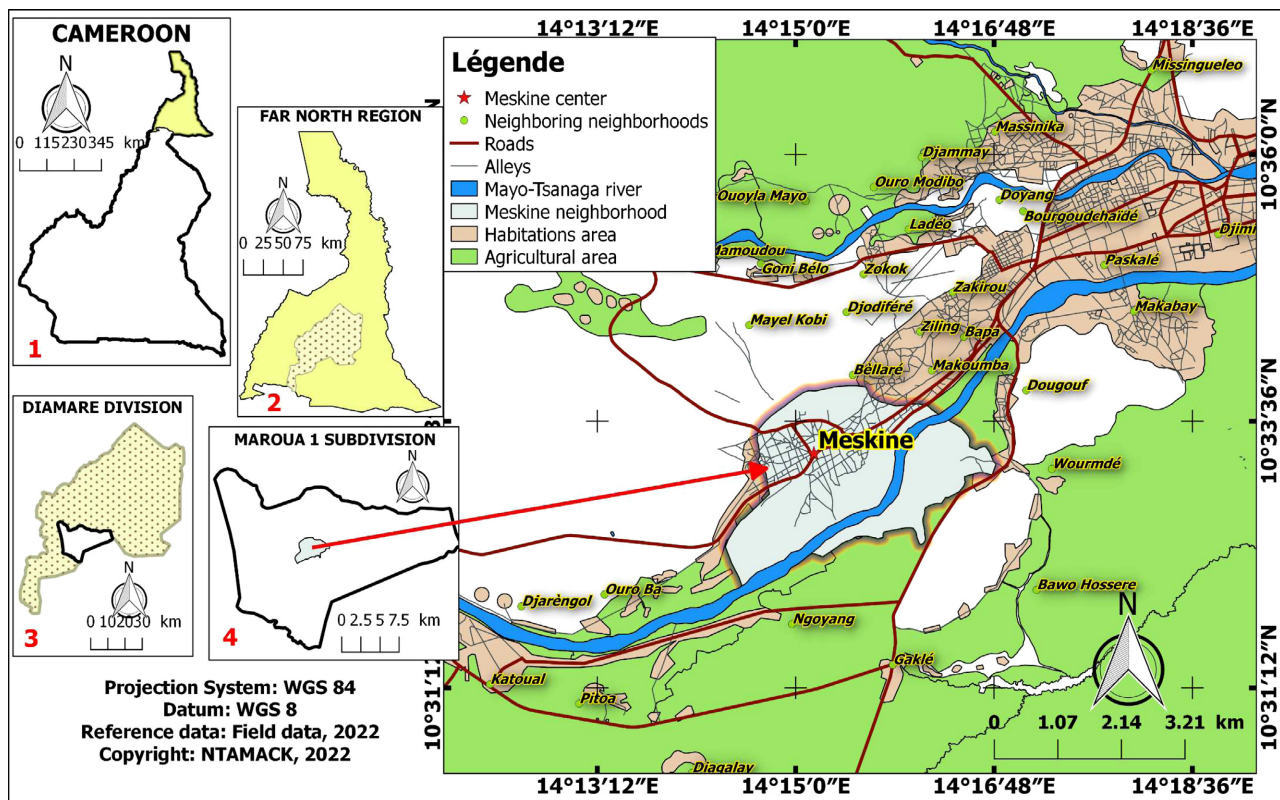 CAMEROON
N
0 115230345 km
1
FAR NORTH REGION
N
0 25 50 75 km
2
DIAMARE DIVISION
N
0 102030 km
3
MAROUA 1 SUBDIVISION
N
0 2.5 5 7.5 km
4
Projection System: WGS 84
Datum: WGS 8
Reference data: Field data, 2022
Copyright: NTAMACK, 2022
14°13′12″E 14°15′0″E 14°16′48″E 14°18′36″E
Légende
Meskine center
Neighboring neighborhoods
Roads
Alleys
Mayo-Tsanaga river
Meskine neighborhood
Habitations area
Agricultural area
Missingueleo
Massinika
Djammay
Ouro Modibo
Ouoyla Mayo
Doyang
Bourgoudchaïdé
Ladéo
Djimi
Mamoudou
Goni Bélo
Zokok
Paskalé
Zakirou
Djodiféré
Makabay
Mayel Kobi
Ziling
Bapa
Bèllaré
Makoumba
Dougouf
Meskine
Wourmdé
Bawo Hossere
Ouro Ba
Djarèngol
Ngoyang
Gaklé
Katoual
Pitoa
Diagalay
10°36′0″N
10°33′36″N
10°31′12″N
N
0 1.07 2.14 3.21 km
14°13′12″E 14°15′0″E 14°16′48″E 14°18′36″E